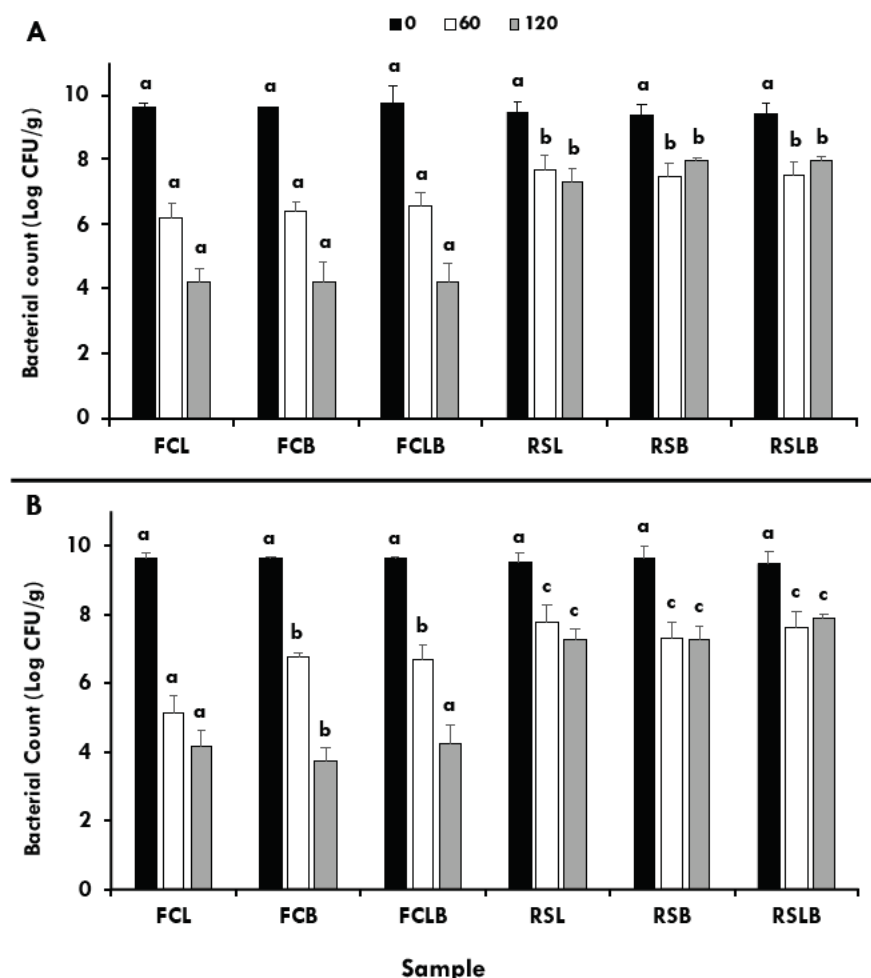 A
0 60 120
Bacterial count (Log CFU/g)
10
8
6
4
2
0
a a a a a a a a a a b b a b b a b b
FCL FCB FCLB RSL RSB RSLB
B
Bacterial Count (Log CFU/g)
10
8
6
4
2
0
a a a a b b a b a a c c a c c a c c
FCL FCB FCLB RSL RSB RSLB
Sample